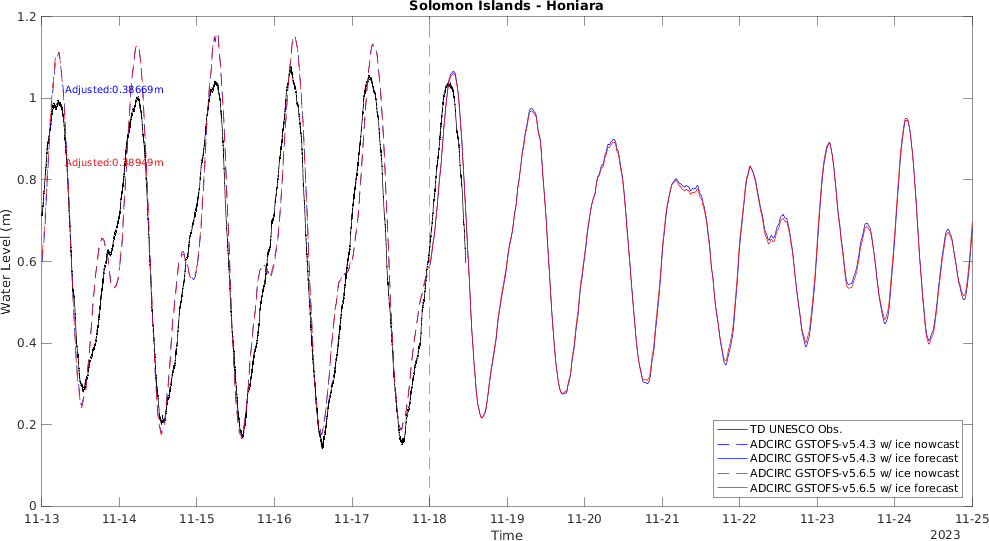 Solomon Islands - Honiara
1.2
1
0.8
0.6
0.4
0.2
0
Water Level (m)
Adjusted:0.38669m
Adjusted:0.38949m
TD UNESCO Obs.
ADCIRC GSTOFS-v5.4.3 w/ ice nowcast
ADCIRC GSTOFS-v5.4.3 w/ ice forecast
ADCIRC GSTOFS-v5.6.5 w/ ice nowcast
ADCIRC GSTOFS-v5.6.5 w/ ice forecast
11-13 11-14 11-15 11-16 11-17 11-18 11-19 11-20 11-21 11-22 11-23 11-24 11-25
Time
2023